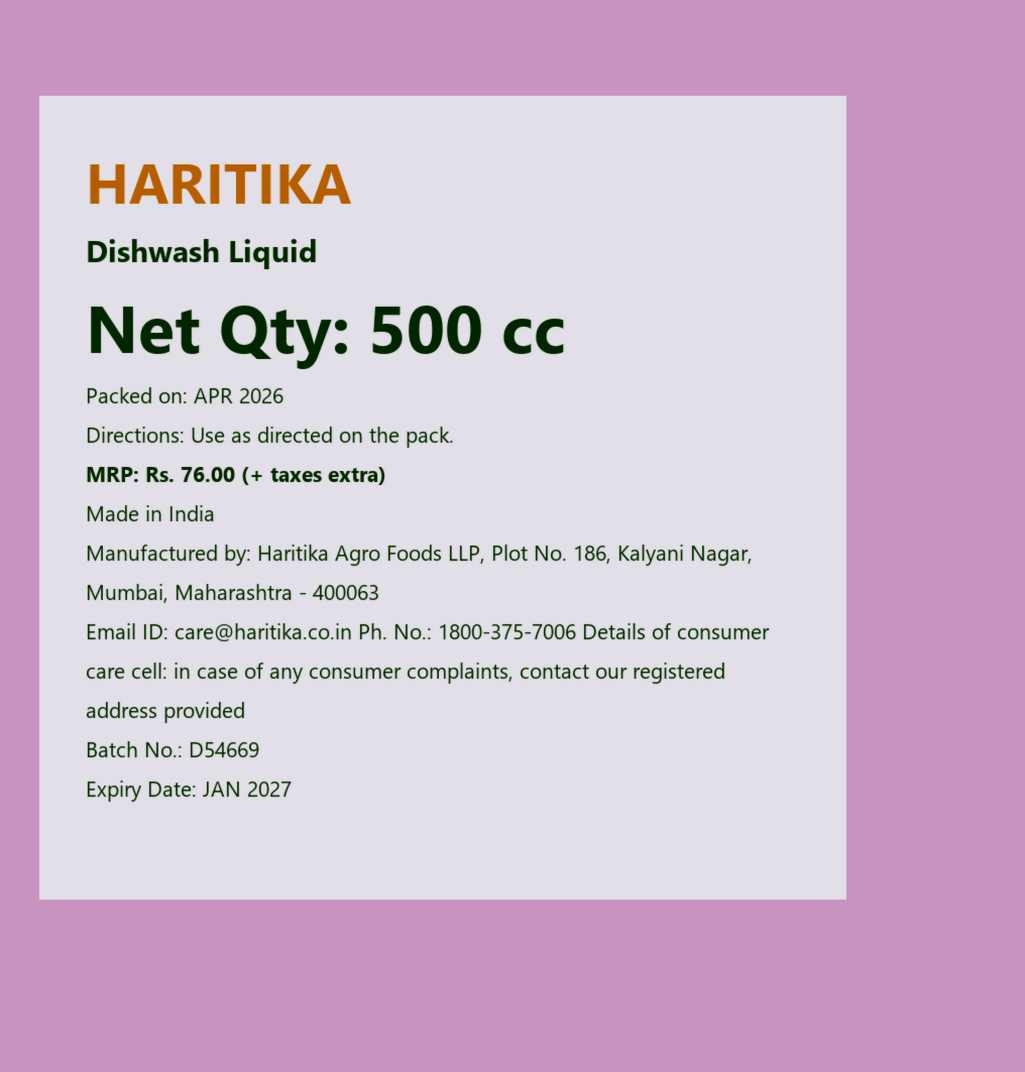 HARITIKA
Dishwash Liquid
Net Qty: 500 cc
Packed on: APR 2026
Directions: Use as directed on the pack.
MRP: Rs. 76.00 (+ taxes extra)
Made in India
Manufactured by: Haritika Agro Foods LLP, Plot No. 186, Kalyani Nagar,
Mumbai, Maharashtra - 400063
Email ID: care@haritika.co.in Ph. No.: 1800-375-7006 Details of consumer
care cell: in case of any consumer complaints, contact our registered
address provided
Batch No.: D54669
Expiry Date: JAN 2027